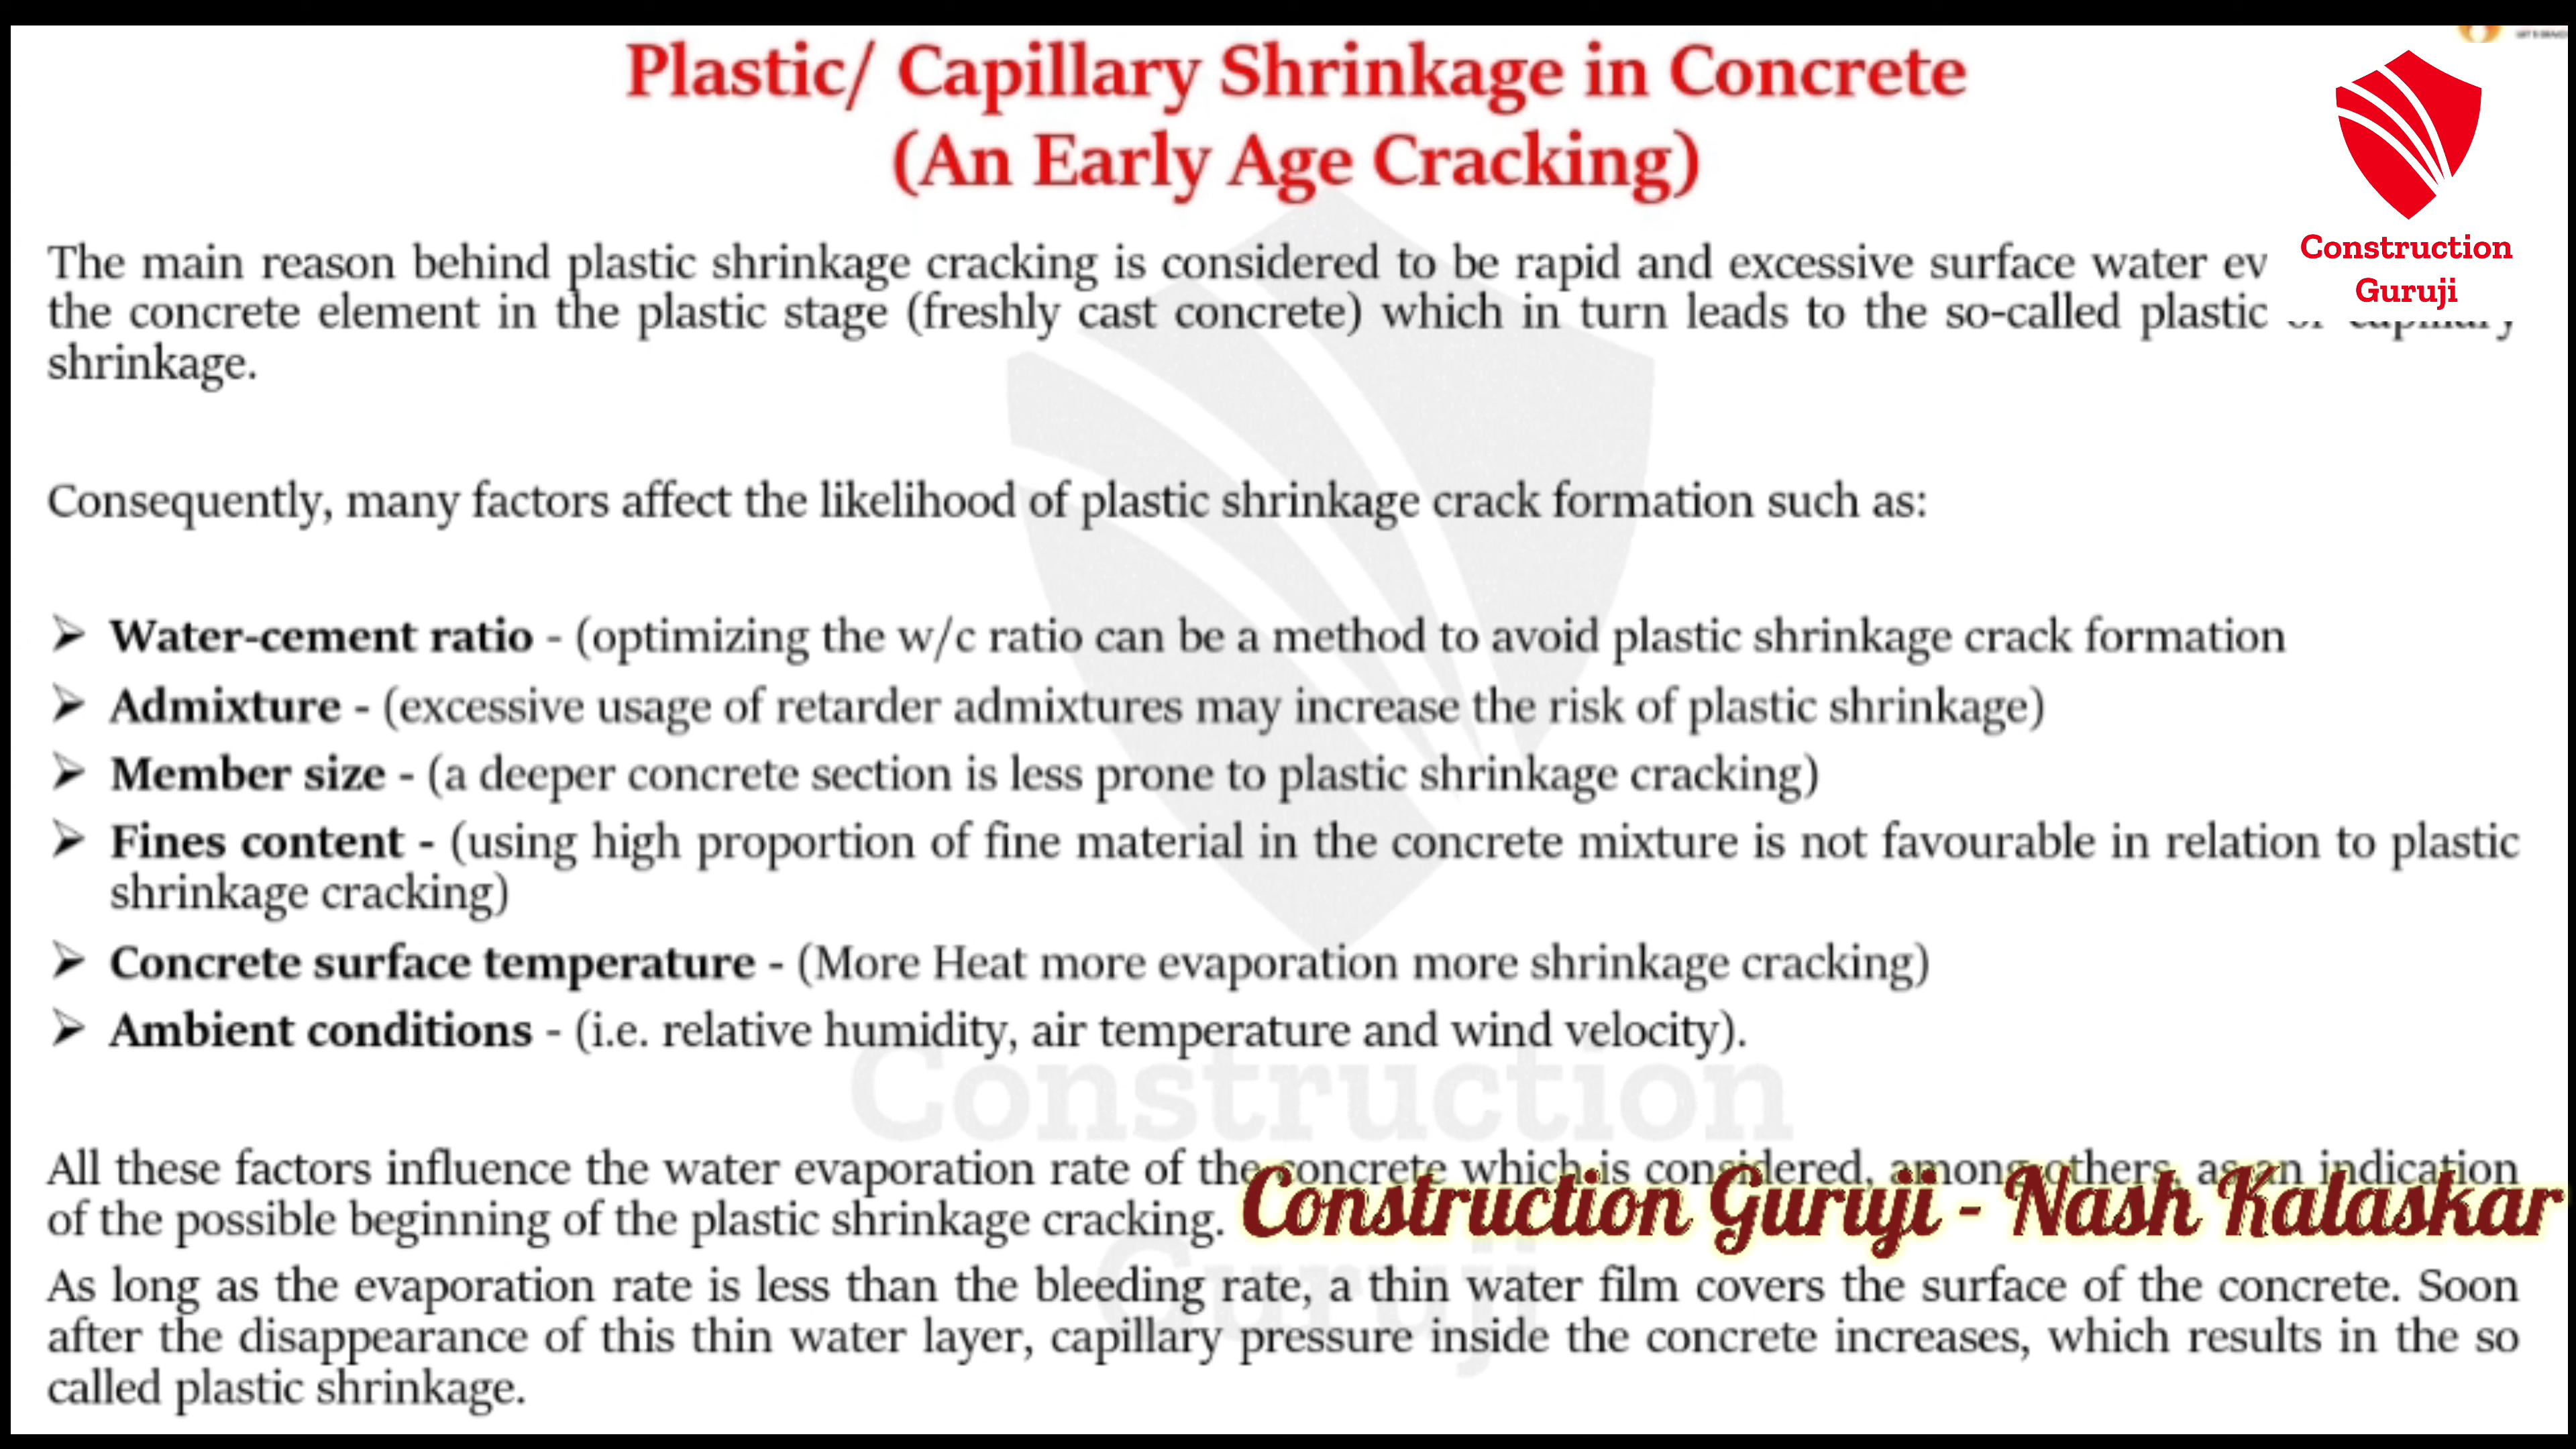 Plastic/ Capillary Shrinkage in Concrete
(An Early Age Cracking)
Construction
Guruji
The main reason behind plastic shrinkage cracking is considered to be rapid and excessive surface water ev
the concrete element in the plastic stage (freshly cast concrete) which in turn leads to the so-called plastic or capillary
shrinkage.
Consequently, many factors affect the likelihood of plastic shrinkage crack formation such as:
➢ Water-cement ratio - (optimizing the w/c ratio can be a method to avoid plastic shrinkage crack formation
➢ Admixture - (excessive usage of retarder admixtures may increase the risk of plastic shrinkage)
➢ Member size - (a deeper concrete section is less prone to plastic shrinkage cracking)
➢ Fines content - (using high proportion of fine material in the concrete mixture is not favourable in relation to plastic
shrinkage cracking)
➢ Concrete surface temperature - (More Heat more evaporation more shrinkage cracking)
➢ Ambient conditions - (i.e. relative humidity, air temperature and wind velocity).
Construction
All these factors influence the water evaporation rate of the concrete which is considered, among others, as an indication
of the possible beginning of the plastic shrinkage cracking.
Construction Guruji - Nash Kalaskar
Guruji
As long as the evaporation rate is less than the bleeding rate, a thin water film covers the surface of the concrete. Soon
after the disappearance of this thin water layer, capillary pressure inside the concrete increases, which results in the so
called plastic shrinkage.